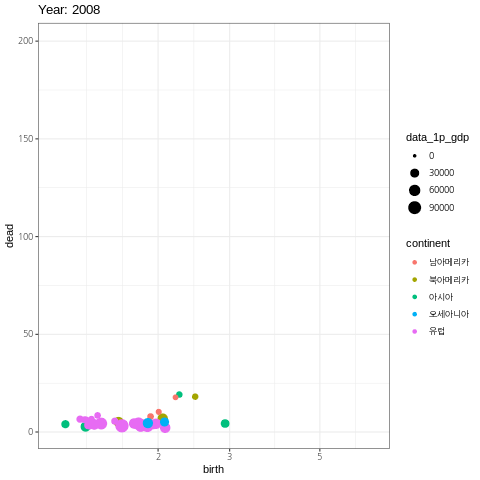 Year: 2008
200
150
100
50
0
dead
2
3
5
birth
data_1p_gdp
0
30000
60000
90000
continent
남아메리카
북아메리카
아시아
오세아니아
유럽